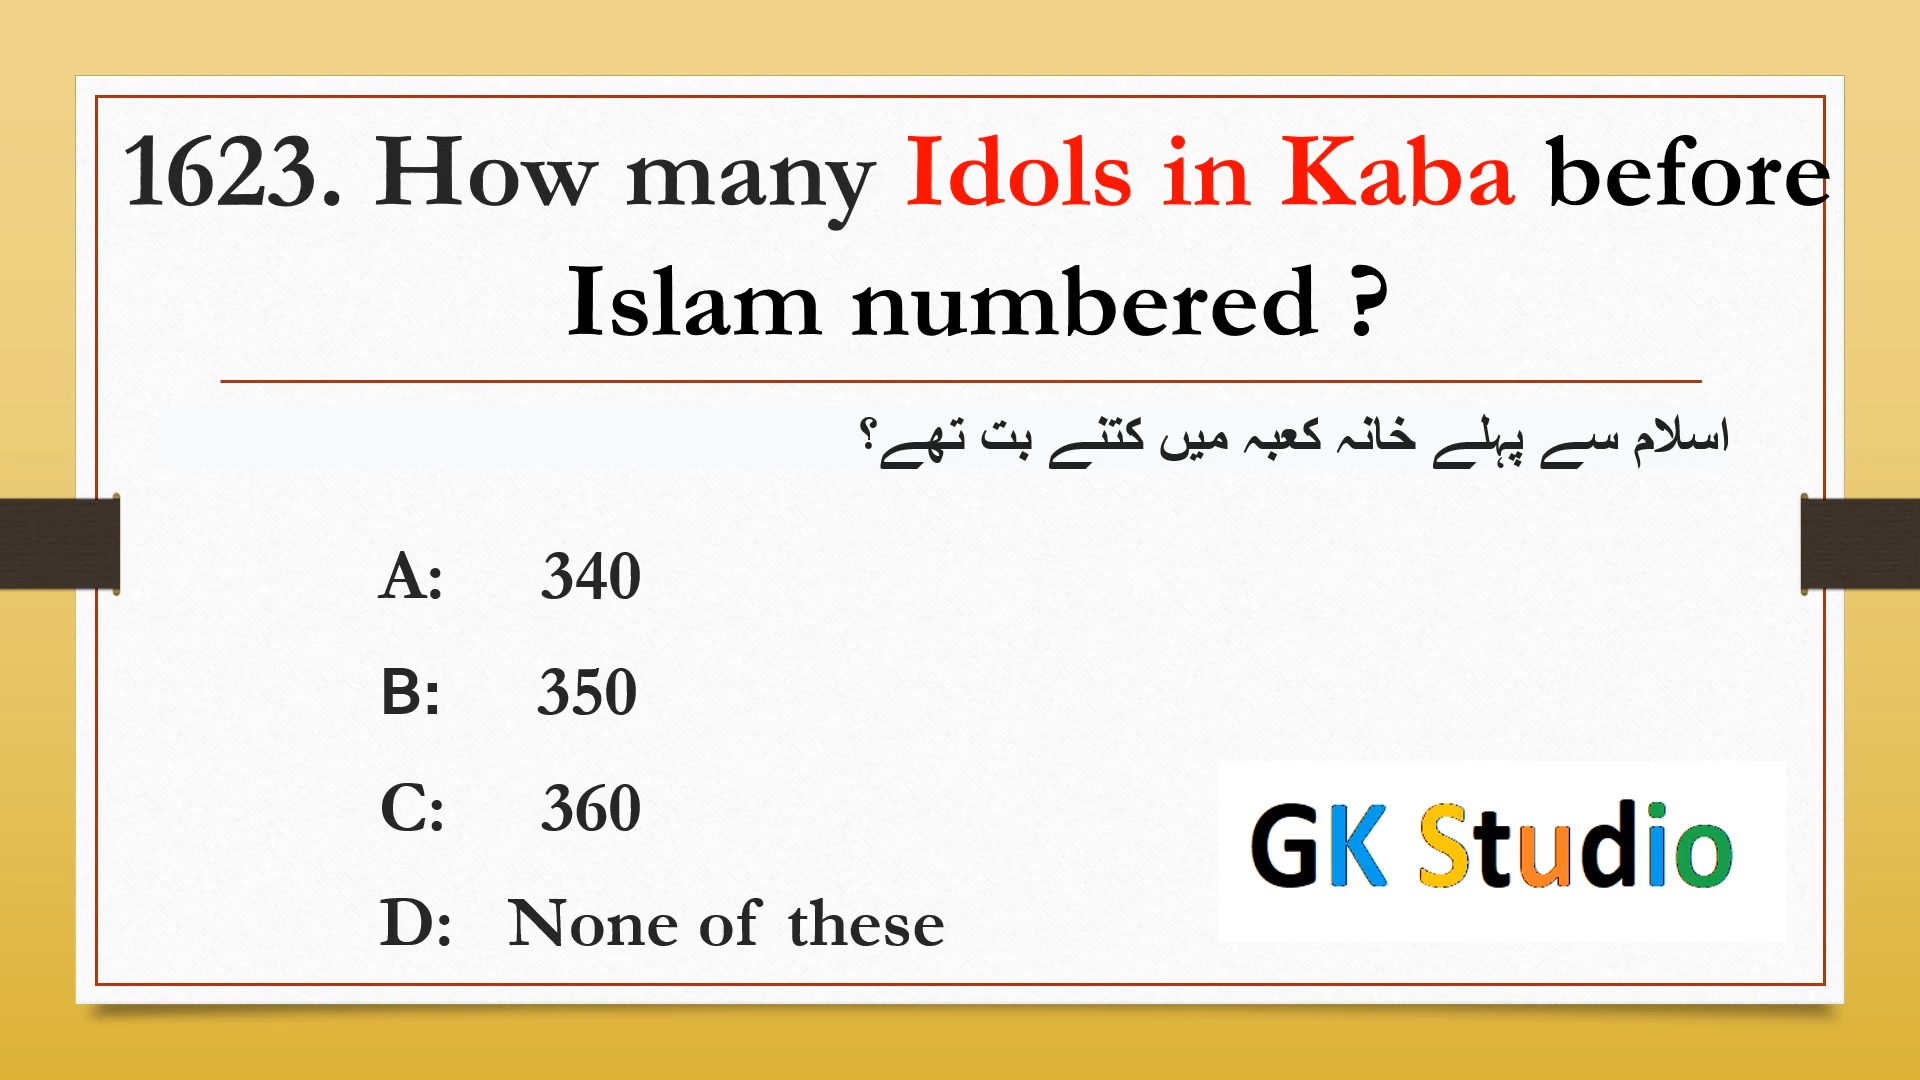 1623. How many Idols in Kaba before
Islam numbered ?
اسلام سے پہلے خانہ کعبہ میں کتنے بت تھے؟
A: 340
B: 350
C: 360
D: None of these
GK Studio